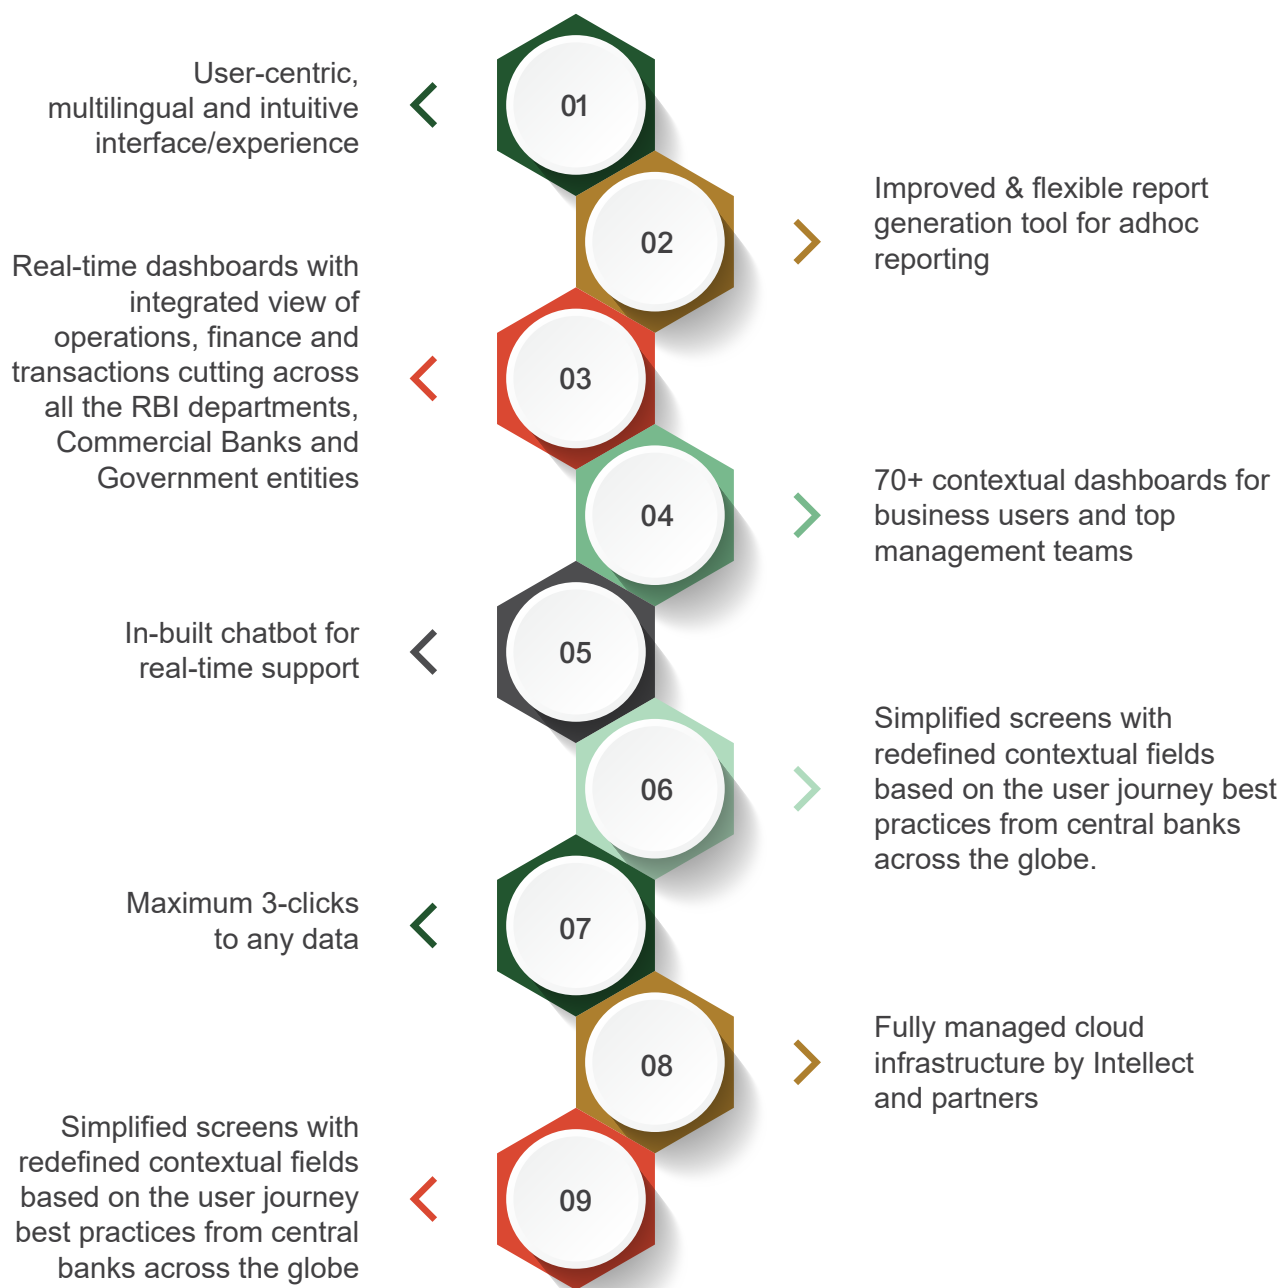 User-centric,
multilingual and intuitive
interface/experience
01
02
Improved & flexible report
generation tool for adhoc
reporting
Real-time dashboards with
integrated view of
operations, finance and
transactions cutting across
all the RBI departments,
Commercial Banks and
Government entities
03
04
70+ contextual dashboards for
business users and top
management teams
In-built chatbot for
real-time support
05
06
Simplified screens with
redefined contextual fields
based on the user journey best
practices from central banks
across the globe.
Maximum 3-clicks
to any data
07
08
Fully managed cloud
infrastructure by Intellect
and partners
Simplified screens with
redefined contextual fields
based on the user journey
best practices from central
banks across the globe
09